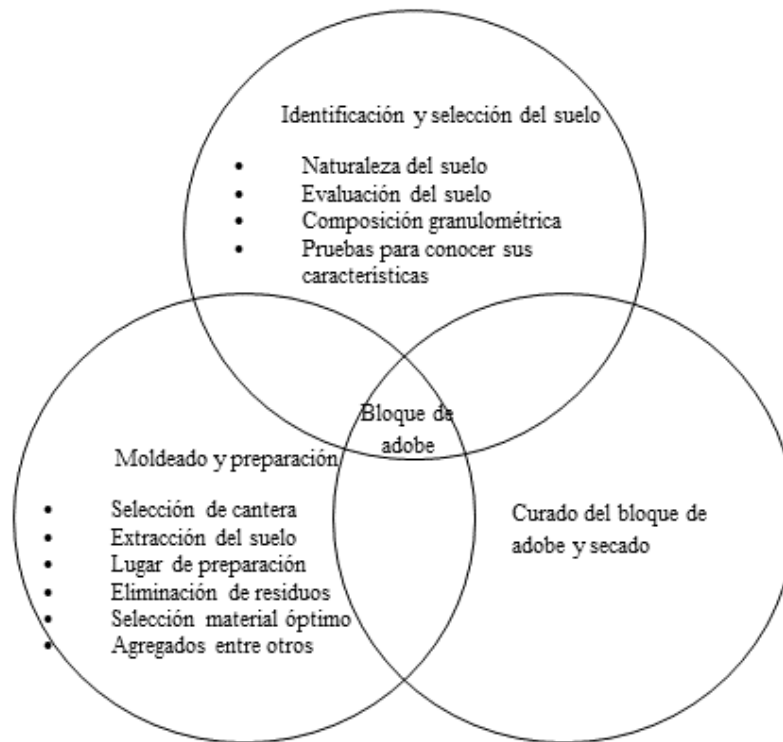 Identificación y selección del suelo
• Naturaleza del suelo
• Evaluación del suelo
• Composición granulométrica
• Pruebas para conocer sus
características
Bloque de
adobe
Moldeado y preparación
• Selección de cantera
• Extracción del suelo
• Lugar de preparación
• Eliminación de residuos
• Selección material óptimo
• Agregados entre otros
Curado del bloque de
adobe y secado